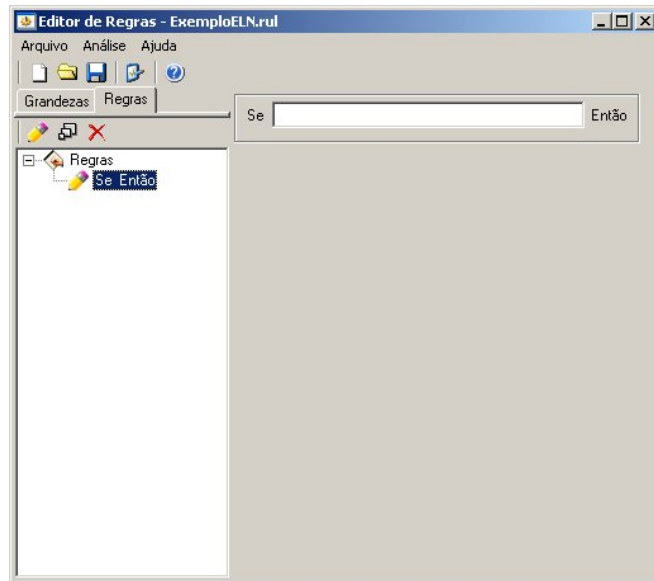 Editor de Regras - ExemploELN.rul
Arquivo Análise Ajuda
Grandezas Regras
Se Então
Regras
Se Então